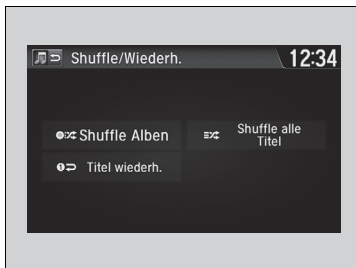 Shuffle/Wiederh.
12:34
Shuffle Alben
Shuffle alle
Titel
Titel wiederh.